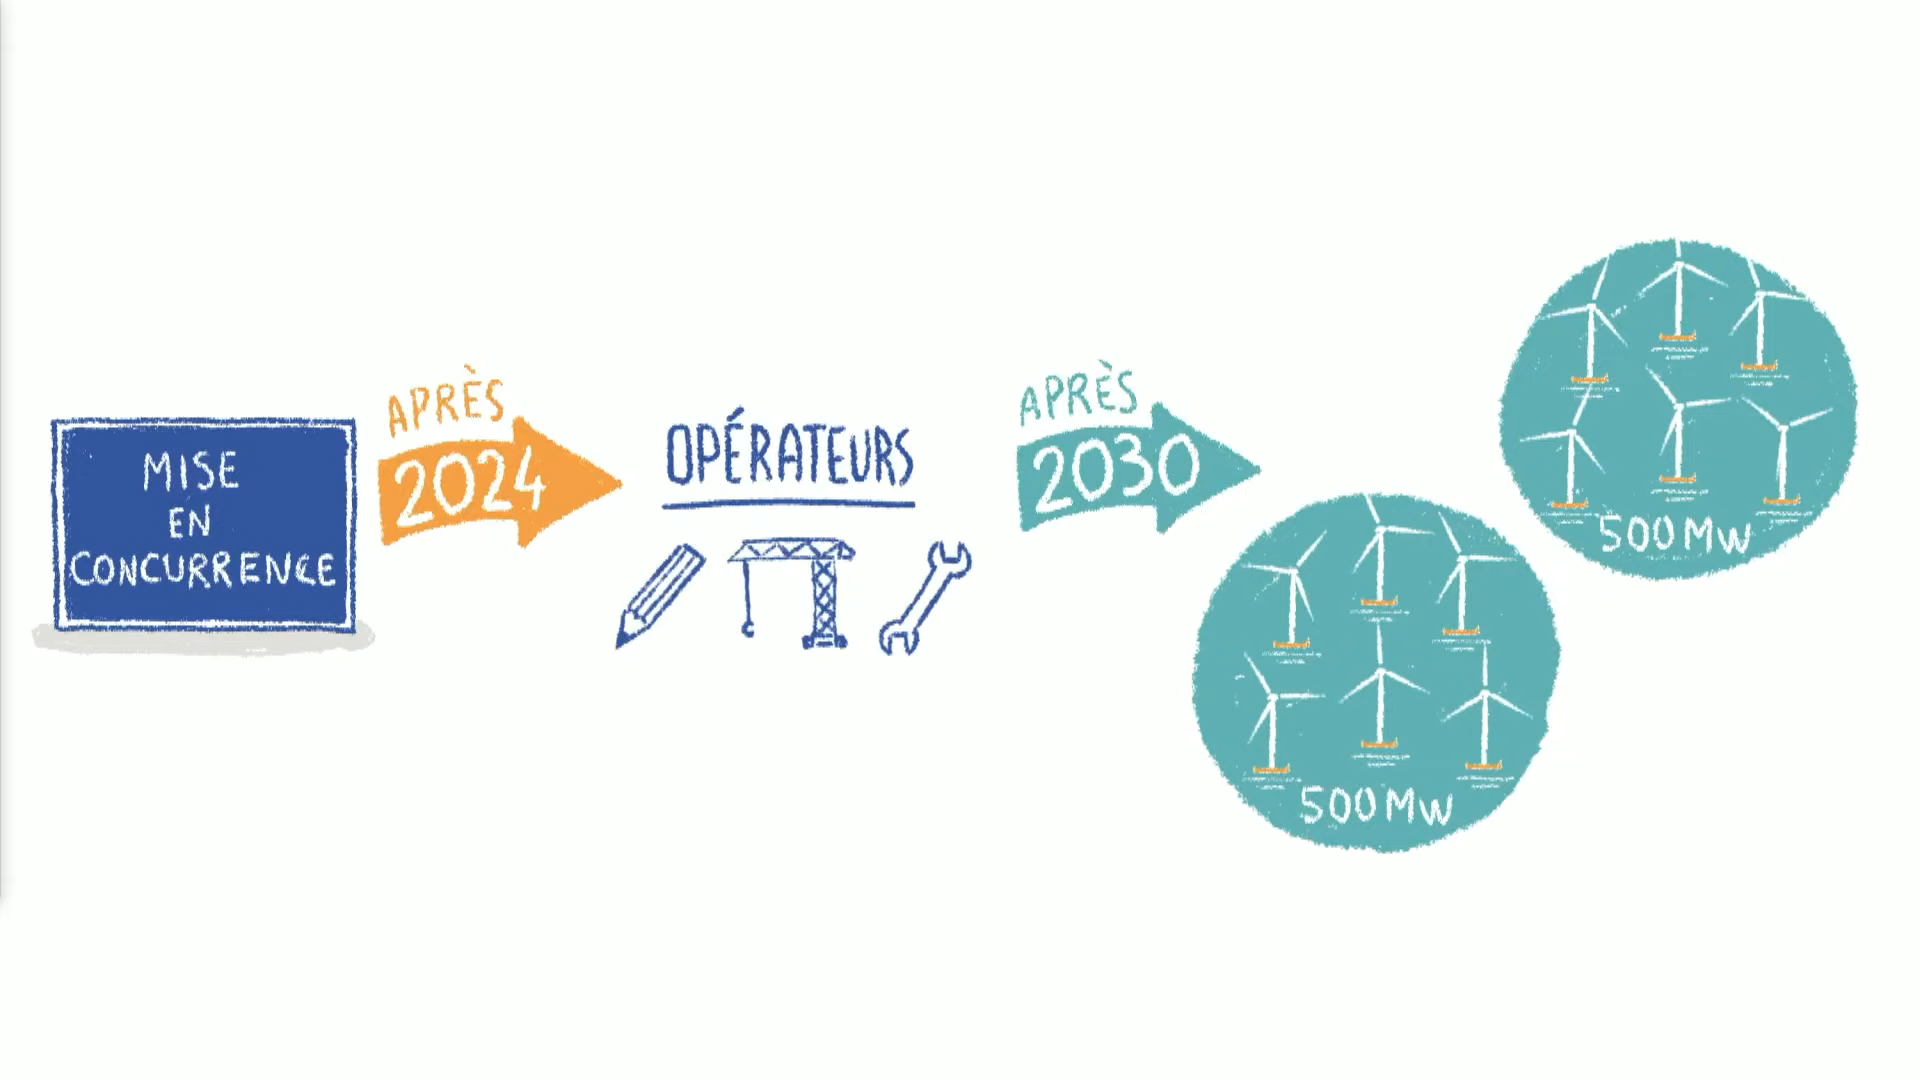 MISE
EN
CONCURRENCE
APRÈS
2024
OPÉRATEURS
APRÈS
2030
500 MW
500 MW